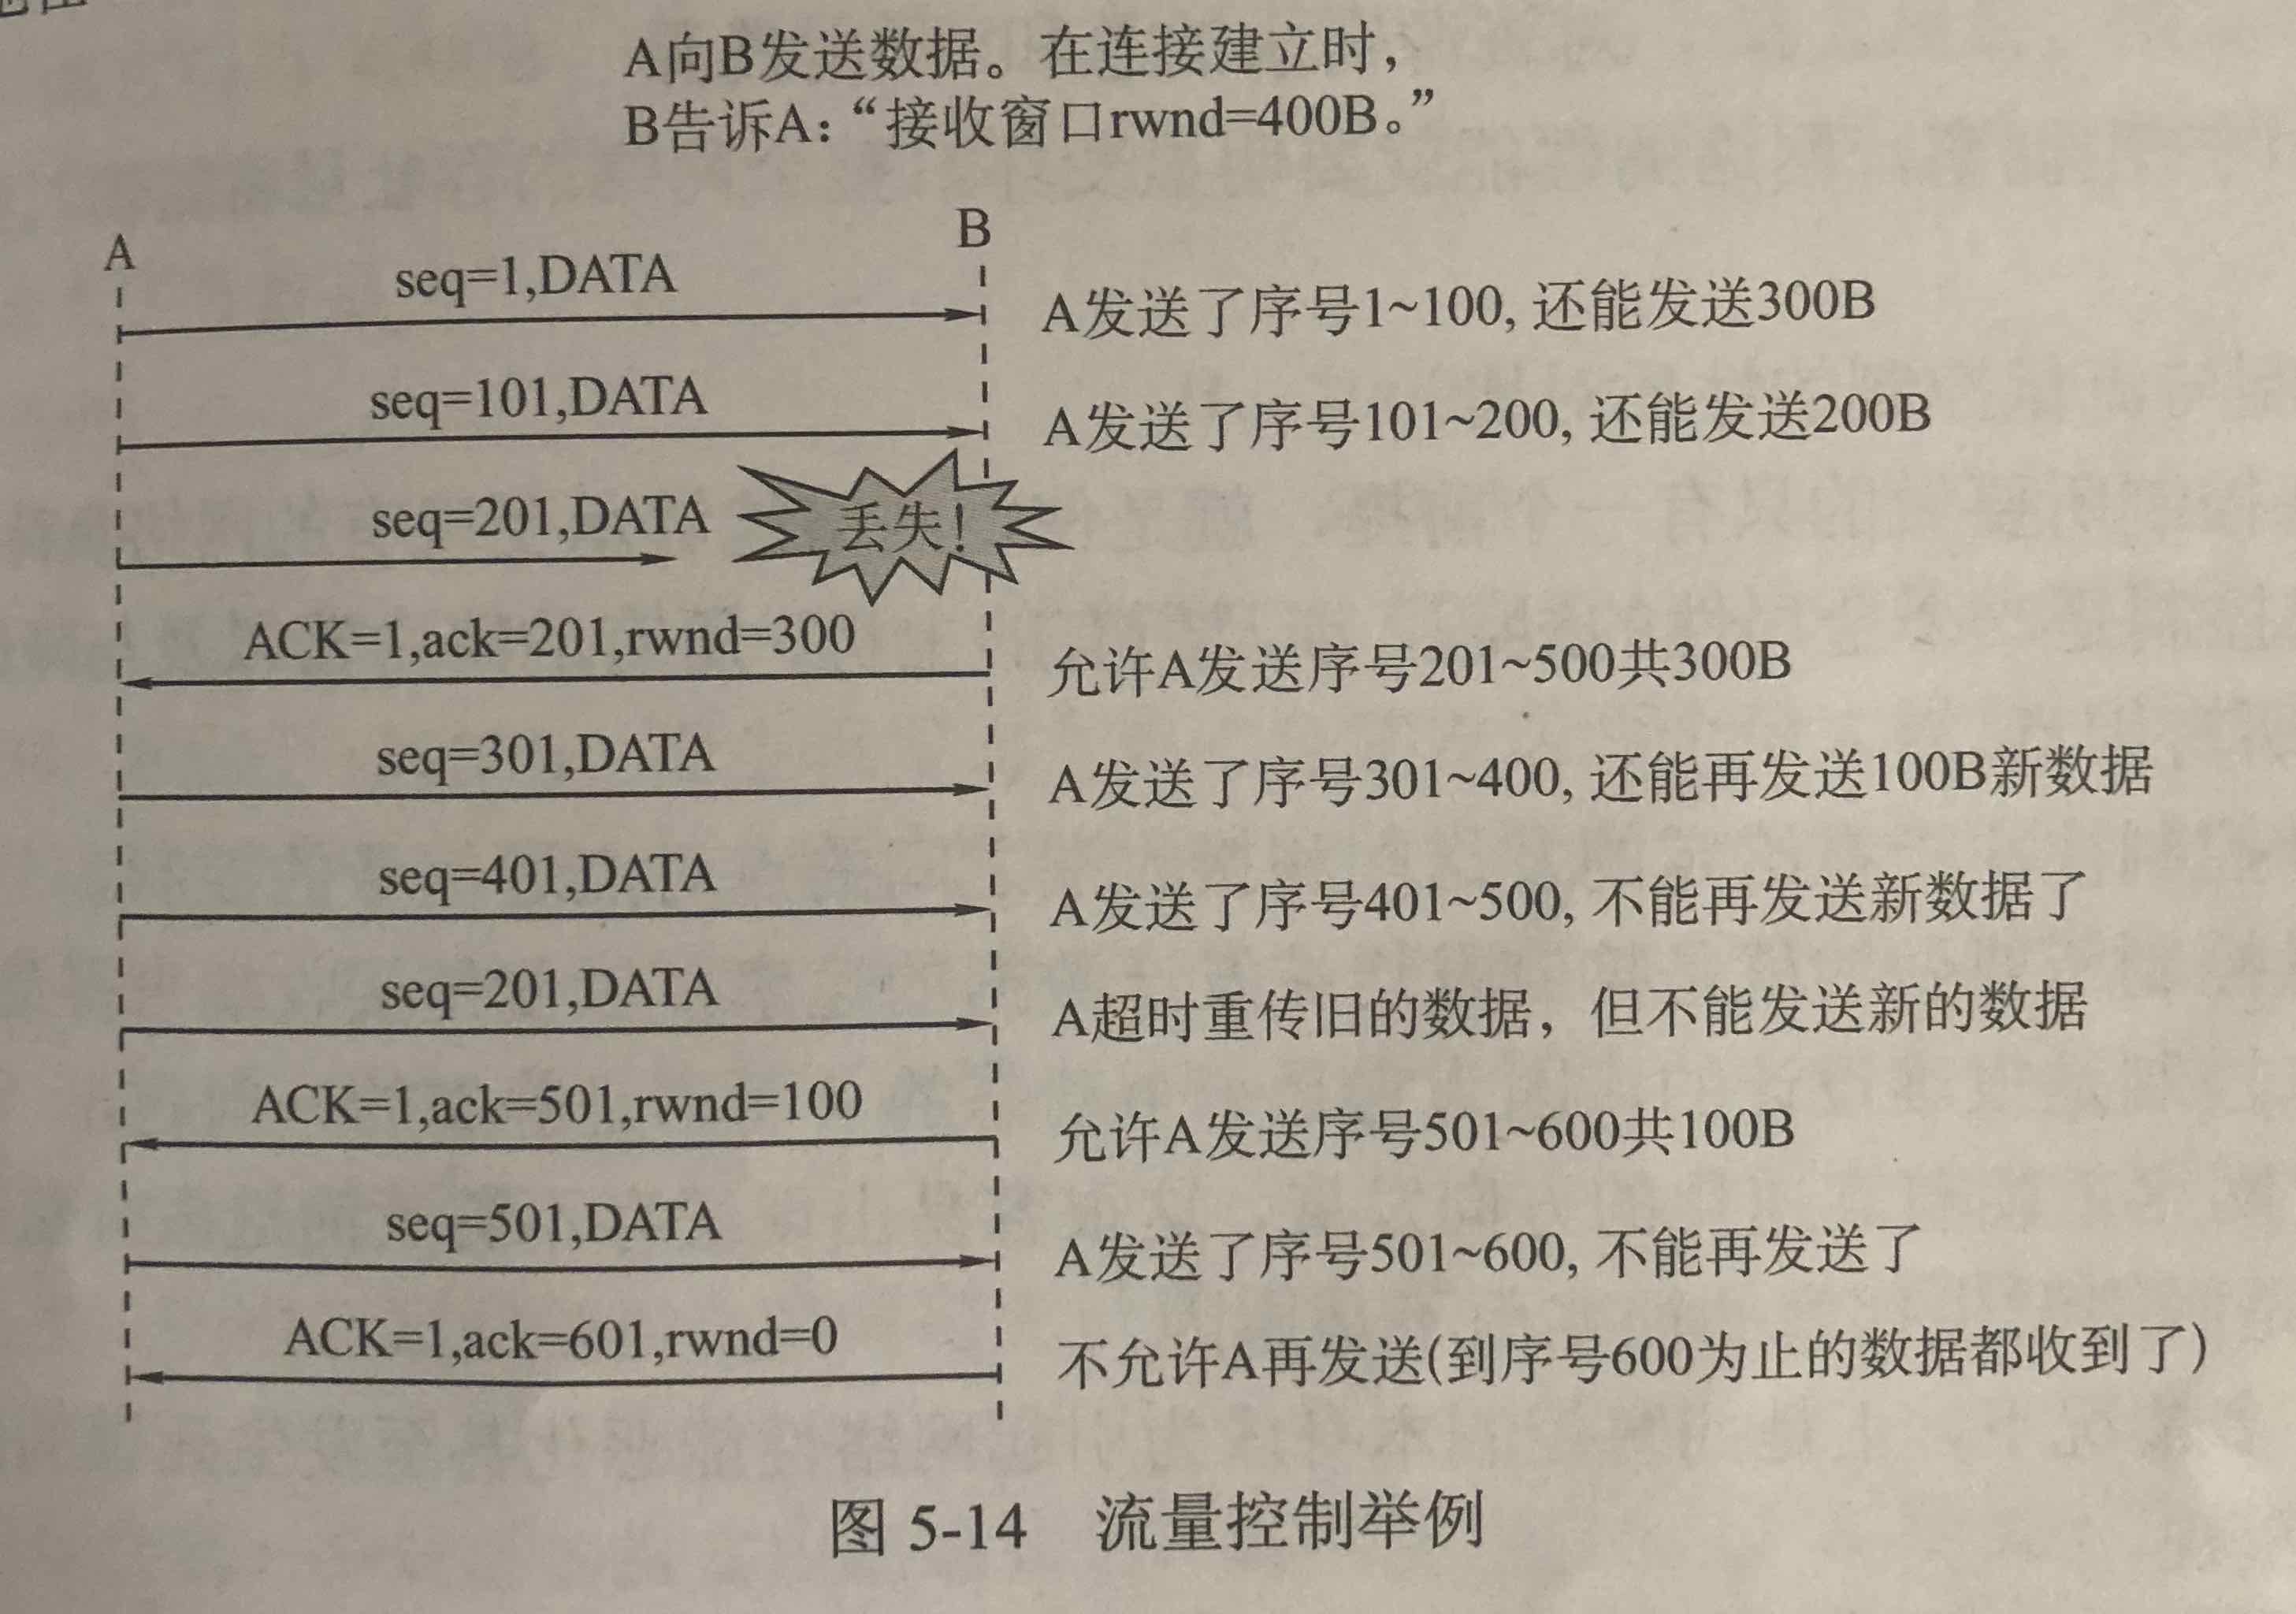 A向B发送数据。在连接建立时,
B告诉A:“接收窗口rwnd=400B。”
A
B
seq=1,DATA
A发送了序号1~100, 还能发送300B
seq=101,DATA
A发送了序号101~200, 还能发送200B
seq=201,DATA
丢失!
ACK=1,ack=201,rwnd=300
允许A发送序号201~500共300B
seq=301,DATA
A发送了序号301~400, 还能再发送100B新数据
seq=401,DATA
A发送了序号401~500, 不能再发送新数据了
seq=201,DATA
A超时重传旧的数据，但不能发送新的数据
ACK=1,ack=501,rwnd=100
允许A发送序号501~600共100B
seq=501,DATA
A发送了序号501~600, 不能再发送了
ACK=1,ack=601,rwnd=0
不允许A再发送(到序号600为止的数据都收到了)
图 5-14 流量控制举例